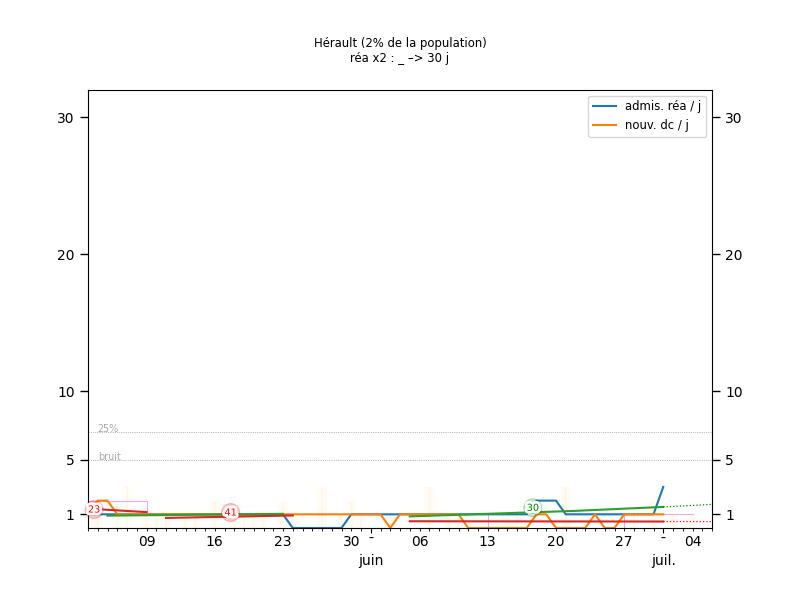 Hérault (2% de la population)
réa x2 : _ –> 30 j
admis. réa / j
nouv. dc / j
30 30
20 20
10 10
25%
5 5
bruit
23 41 30
1 1
09 16 23 30 - 06 13 20 27 - 04
juin juil.